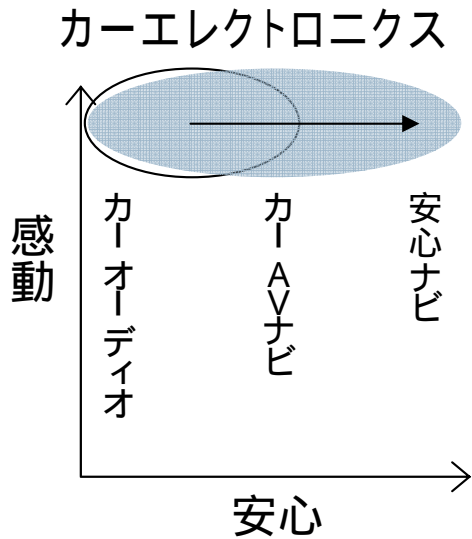 カーエレクトロニクス
感動
カーオーディオ
カーAVナビ
安心ナビ
安心